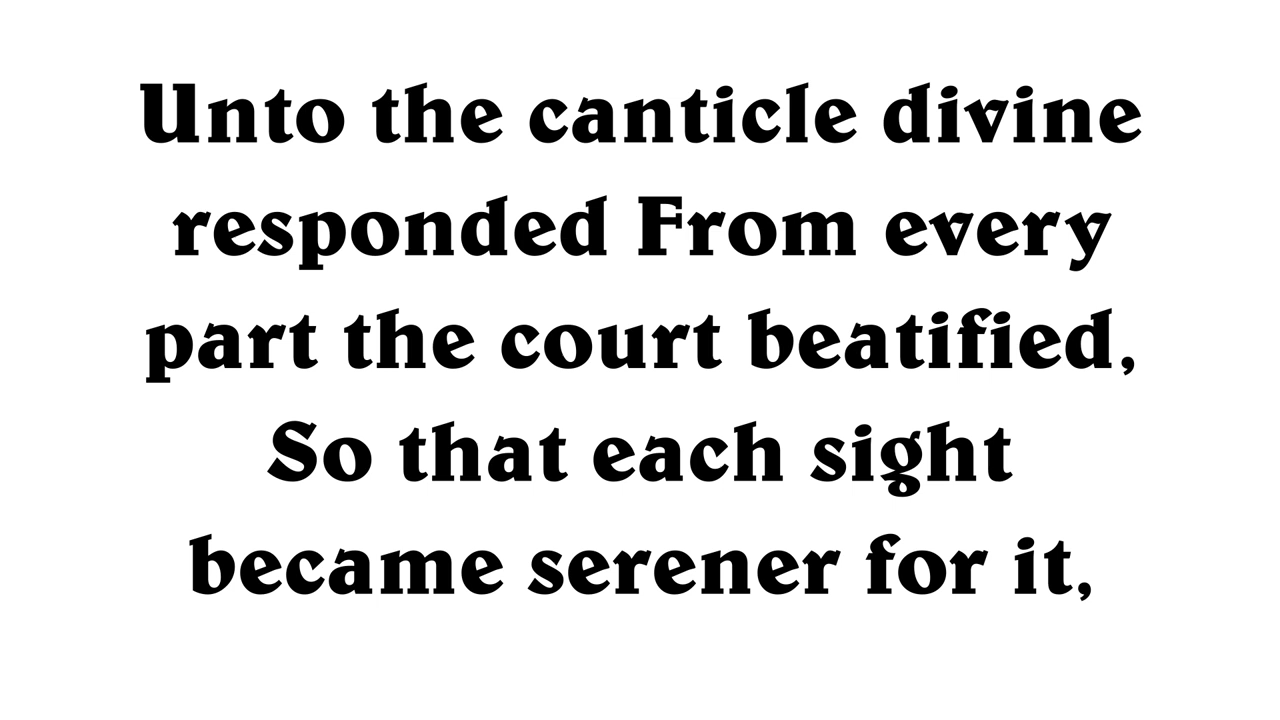 Unto the canticle divine
responded From every
part the court beatified,
So that each sight
became serener for it,